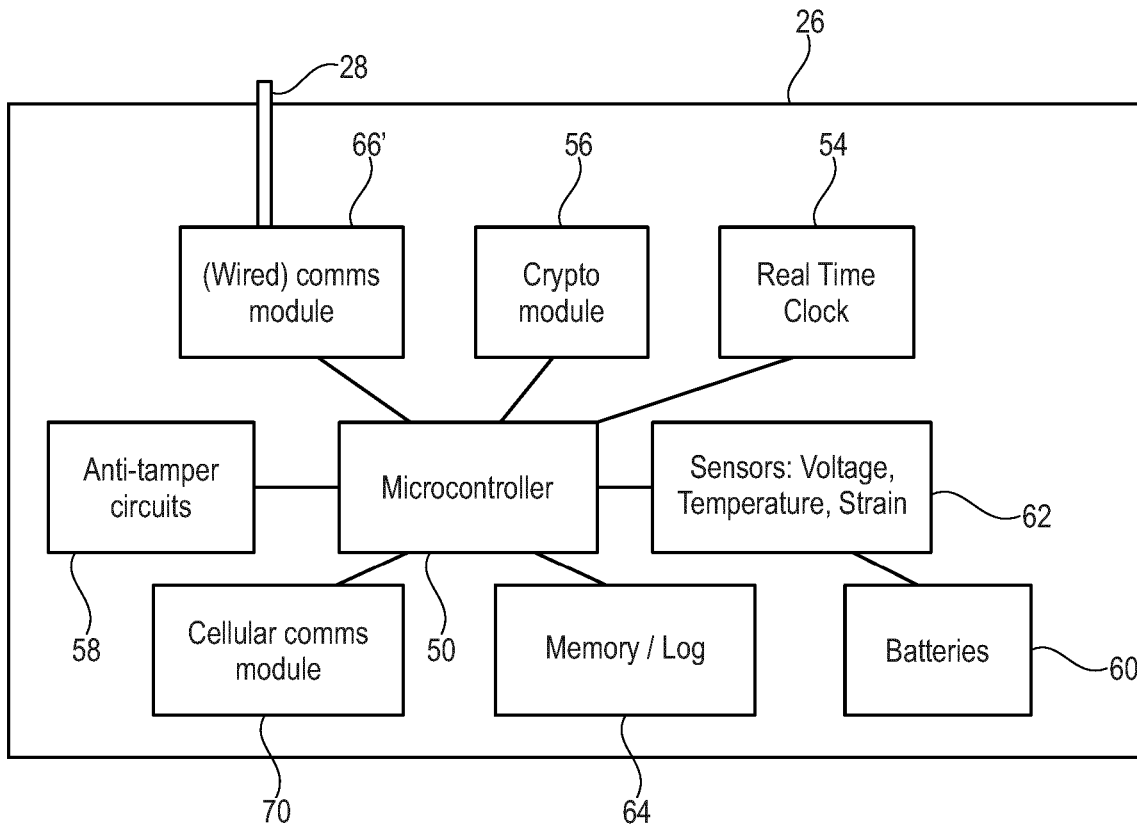 26
28
66’
56
54
(Wired) comms
module
Crypto
module
Real Time
Clock
Anti-tamper
circuits
Microcontroller
Sensors: Voltage,
Temperature, Strain
62
58
Cellular comms
module
50
Memory / Log
Batteries
60
70
64